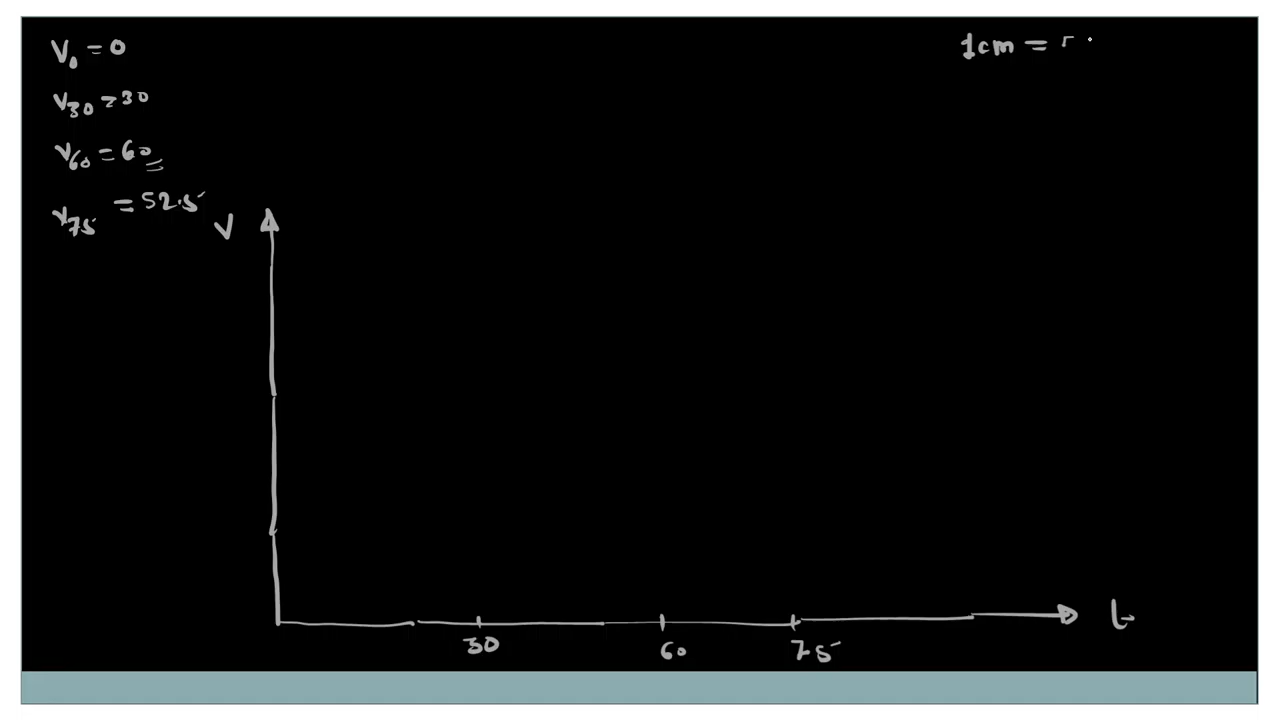 V₀ = 0
1cm =
V₃₀ = 30
V₆₀ = 60
V₇₅ = 52.5
V
t
30 60 75